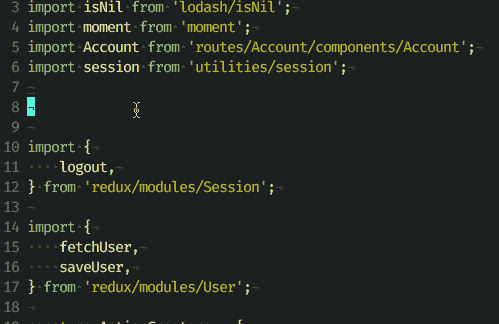 3 import isNil from 'lodash/isNil';
4 import moment from 'moment';
5 import Account from 'routes/Account/components/Account';
6 import session from 'utilities/session';
7
8
9
10 import {
11     logout,
12 } from 'redux/modules/Session';
13
14 import {
15     fetchUser,
16     saveUser,
17 } from 'redux/modules/User';
18